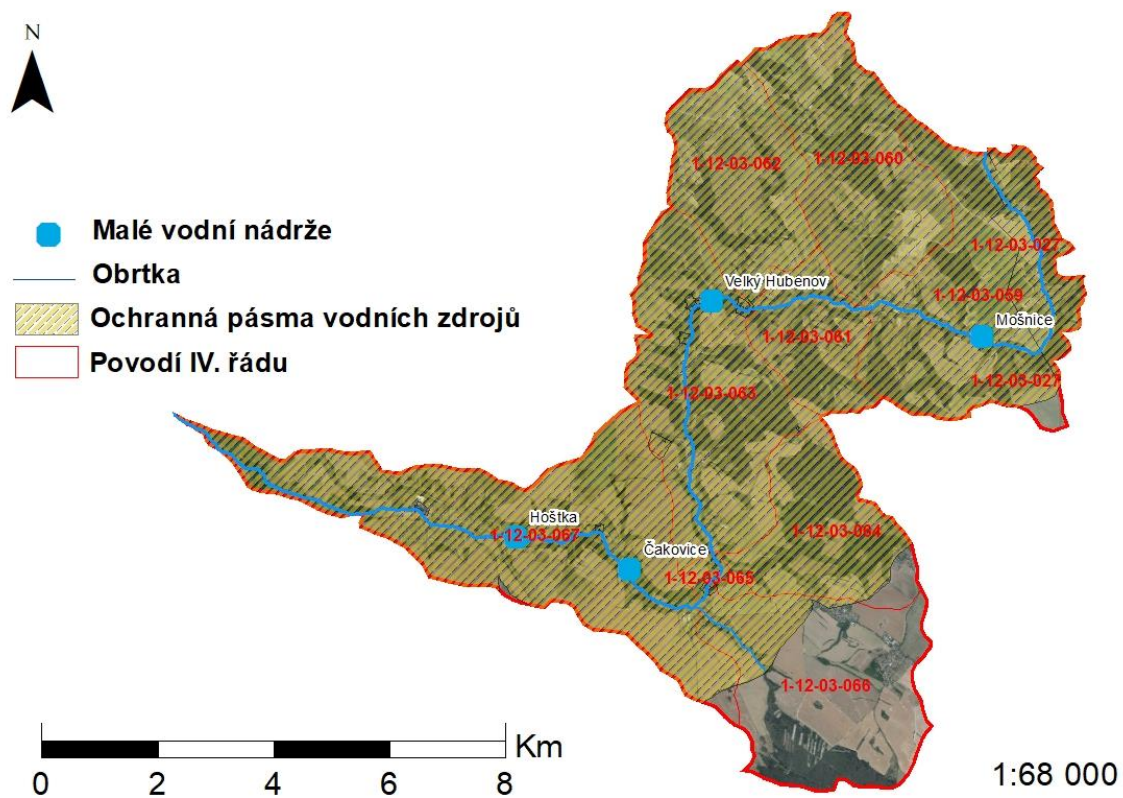 N
Malé vodní nádrže
Obrtka
Ochranná pásma vodních zdrojů
Povodí IV. řádu
1-12-03-062
1-12-03-060
1-12-03-027
Velký Hubenov
1-12-03-059
Mošnice
1-12-03-061
1-12-03-027
1-12-03-063
Hoštka
1-12-03-067
1-12-03-064
Čakovice
1-12-03-065
1-12-03-066
Km
0 2 4 6 8
1:68 000